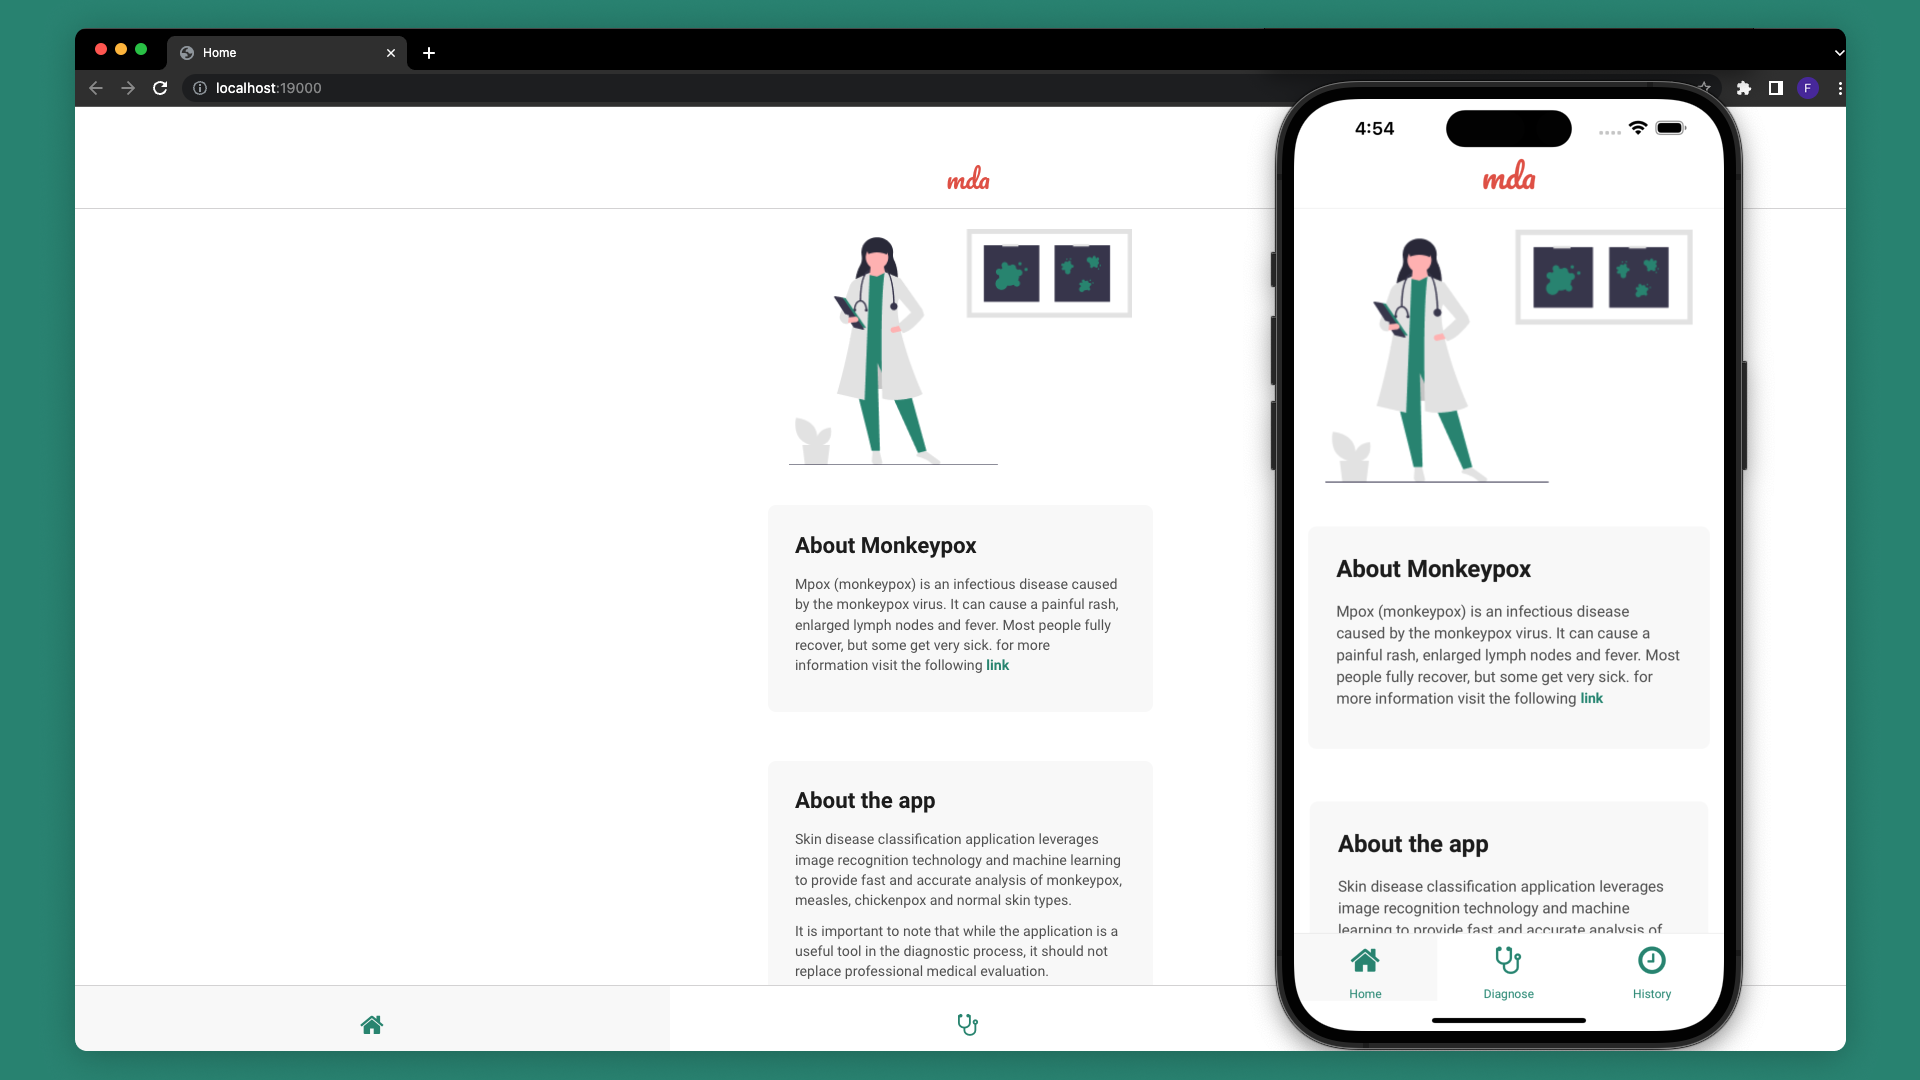 Home
localhost:19000
F
mda
About Monkeypox
Mpox (monkeypox) is an infectious disease caused
by the monkeypox virus. It can cause a painful rash,
enlarged lymph nodes and fever. Most people fully
recover, but some get very sick. for more
information visit the following link
About the app
Skin disease classification application leverages
image recognition technology and machine learning
to provide fast and accurate analysis of monkeypox,
measles, chickenpox and normal skin types.
It is important to note that while the application is a
useful tool in the diagnostic process, it should not
replace professional medical evaluation.
4:54
mda
About Monkeypox
Mpox (monkeypox) is an infectious disease
caused by the monkeypox virus. It can cause a
painful rash, enlarged lymph nodes and fever. Most
people fully recover, but some get very sick. for
more information visit the following link
About the app
Skin disease classification application leverages
image recognition technology and machine
learning to provide fast and accurate analysis of
Home
Diagnose
History